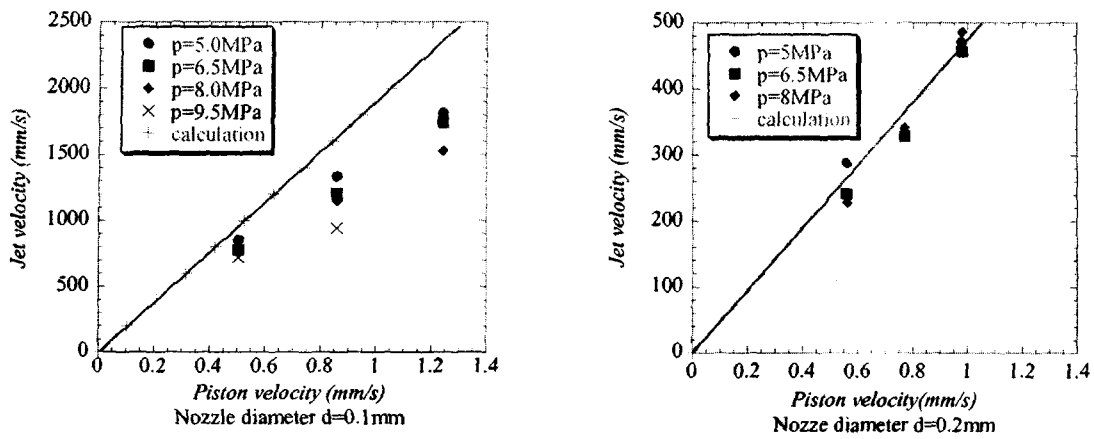 2500
2000
1500
1000
500
0
Jet velocity (mm/s)
p=5.0MPa
p=6.5MPa
p=8.0MPa
p=9.5MPa
calculation
0 0.2 0.4 0.6 0.8 1 1.2 1.4
Piston velocity (mm/s)
Nozzle diameter d=0.1mm
500
400
300
200
100
0
Jet velocity (mm/s)
p=5MPa
p=6.5MPa
p=8MPa
calculation
0 0.2 0.4 0.6 0.8 1 1.2 1.4
Piston velocity(mm/s)
Nozze diameter d=0.2mm